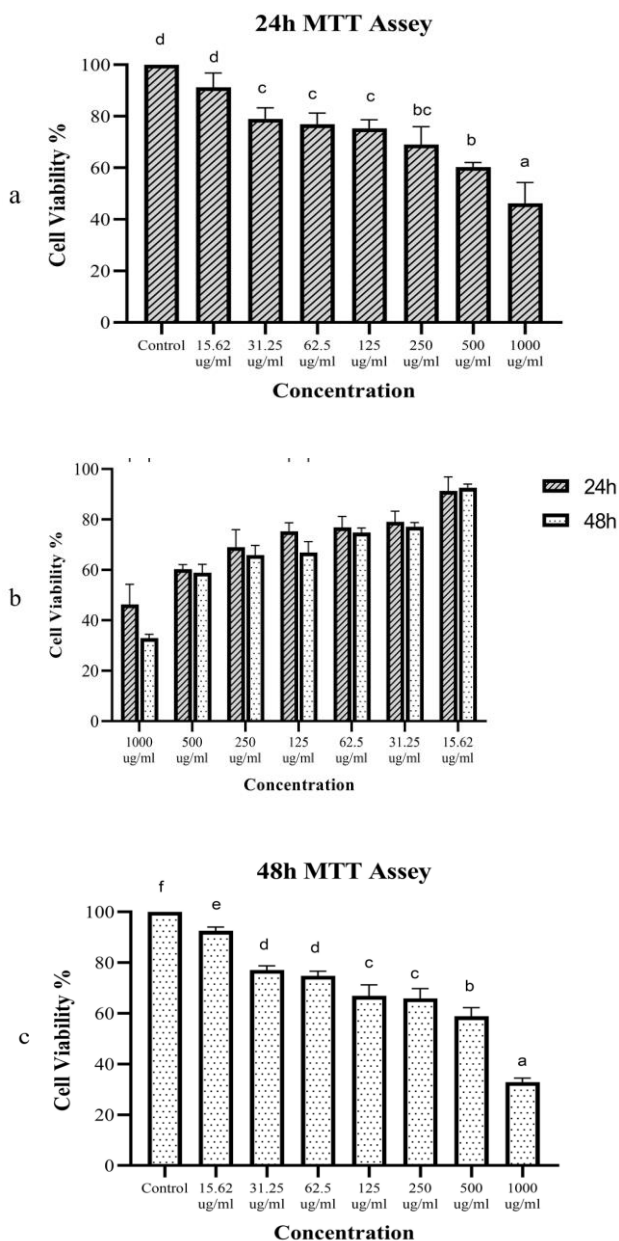 24h MTT Assay
d d c c c bc b a
100
80
60
40
20
0
Cell Viability %
a
Control 15.62 31.25 62.5 125 250 500 1000
ug/ml ug/ml ug/ml ug/ml ug/ml ug/ml ug/ml
Concentration
100
80
60
40
20
0
Cell Viability %
24h
48h
b
1000 500 250 125 62.5 31.25 15.62
ug/ml ug/ml ug/ml ug/ml ug/ml ug/ml ug/ml
Concentration
48h MTT Assay
f e d d c c b a
100
80
60
40
20
0
Cell Viability %
c
Control 15.62 31.25 62.5 125 250 500 1000
ug/ml ug/ml ug/ml ug/ml ug/ml ug/ml ug/ml
Concentration